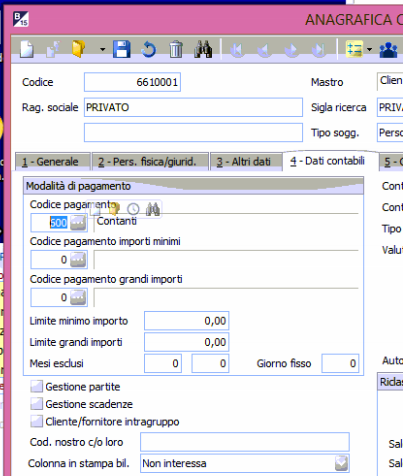 B 15 ANAGRAFICA C
Codice 6610001 Mastro Clien
Rag. sociale PRIVATO Sigla ricerca PRIV
Tipo sogg. Perso
1 - Generale 2 - Pers. fisica/giurid. 3 - Altri dati 4 - Dati contabili 5 -
Modalità di pagamento Cont
Codice pagamento Cont
500 Contanti Tipo
Codice pagamento importi minimi Valut
0
Codice pagamento grandi importi
0
Limite minimo importo 0,00
Limite grandi importi 0,00
Mesi esclusi 0 0 Giorno fisso 0 Auto
Gestione partite Ridas
Gestione scadenze
Cliente/fornitore intragruppo
Cod. nostro c/o loro Sal
Colonna in stampa bil. Non interessa Sal